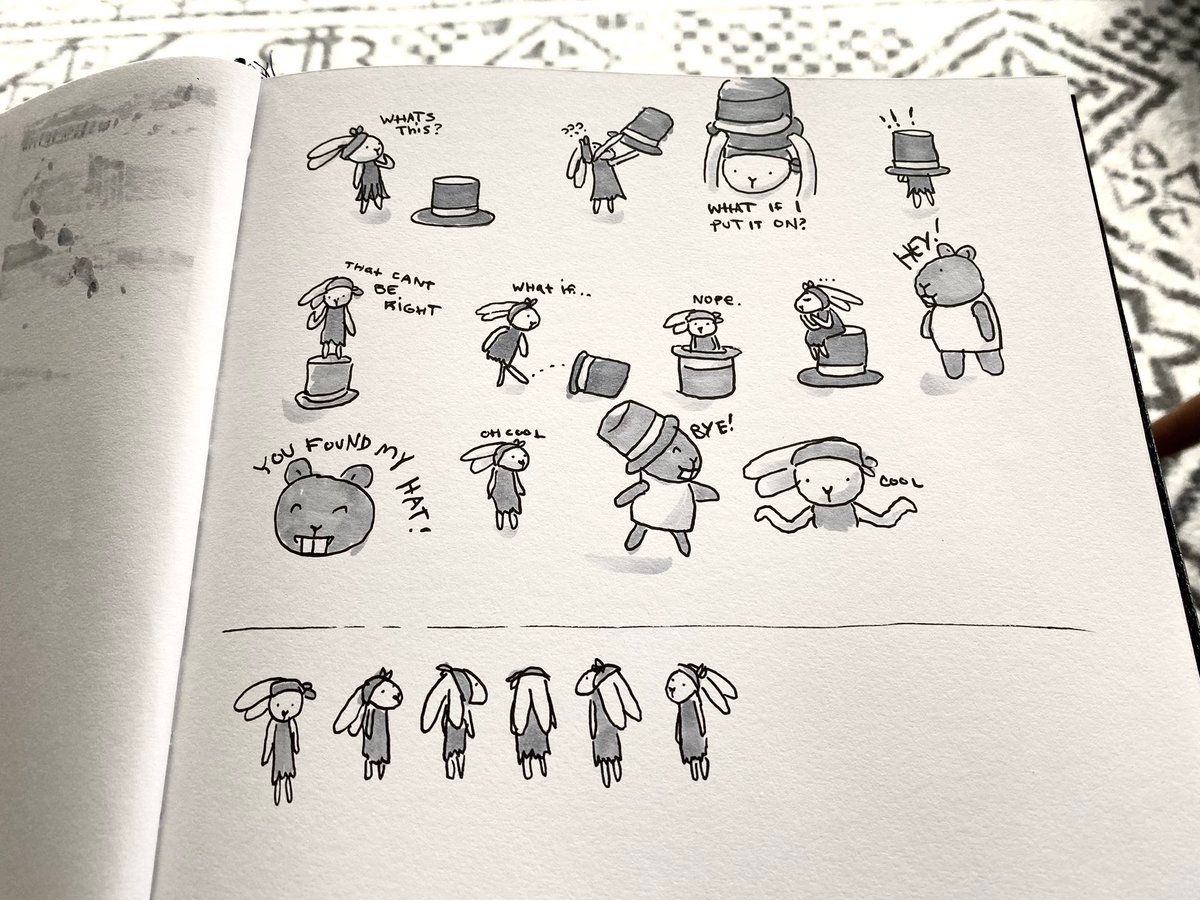 WHATS
THiS?
???
WHAT IF I
PUT IT ON?
!!!
THat CANT
BE
RIGHT
WHat if...
NOPE.
...
HEY!
YOU FOUND MY HAT!
OH COOL
BYE!
COOL